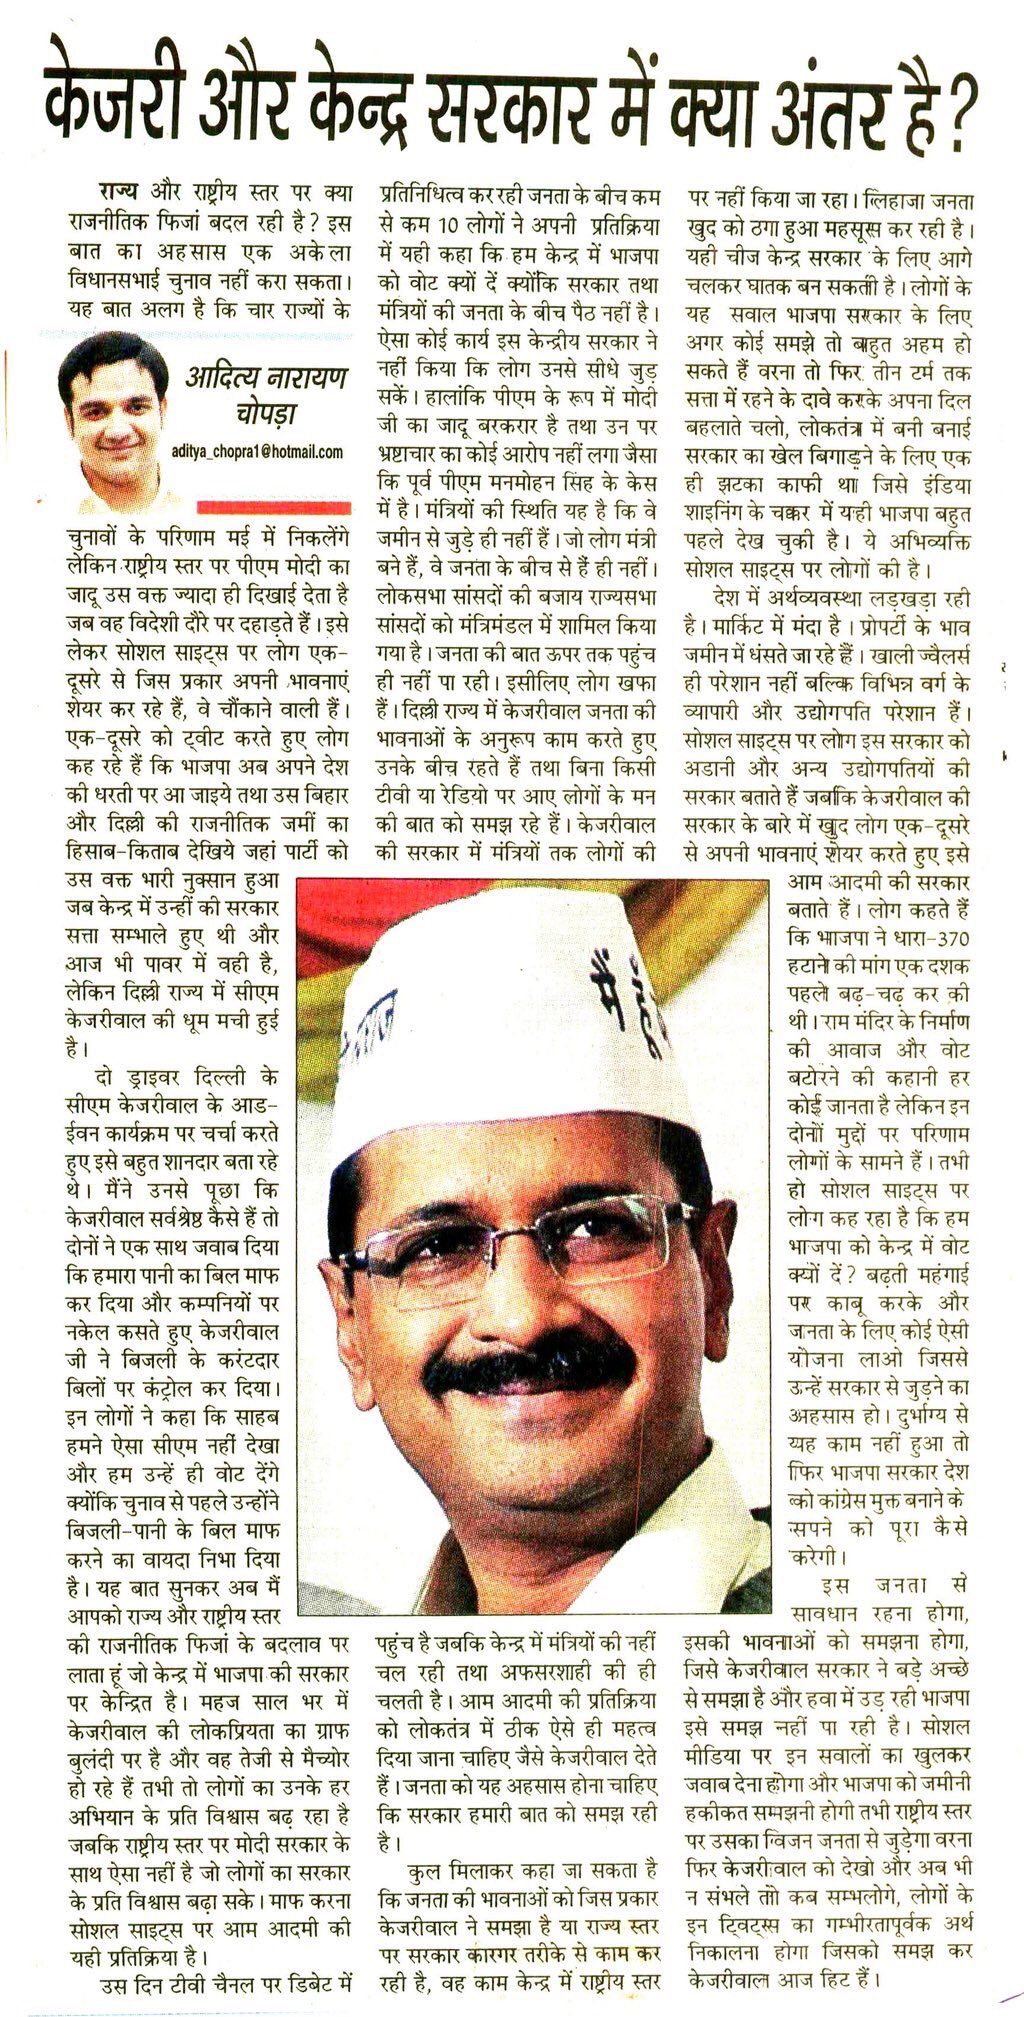 केजरी और केन्द्र सरकार में क्या अंतर है?
राज्य और राष्ट्रीय स्तर पर क्या
राजनीतिक फिजां बदल रही है? इस
बात का अहसास एक अकेला
विधानसभाई चुनाव नहीं करा सकता।
यह बात अलग है कि चार राज्यों के
आदित्य नारायण
चोपड़ा
aditya_chopra1@hotmail.com
चुनावों के परिणाम मई में निकलेंगे
लेकिन राष्ट्रीय स्तर पर पीएम मोदी का
जादू उस वक्त ज्यादा ही दिखाई देता है
जब वह विदेशी दौरे पर दहाड़ते हैं। इसे
लेकर सोशल साइट्स पर लोग एक-
दूसरे से जिस प्रकार अपनी भावनाएं
शेयर कर रहे हैं, वे चौंकाने वाली हैं।
एक-दूसरे को ट्वीट करते हुए लोग
कह रहे हैं कि भाजपा अब अपने देश
की धरती पर आ जाइये तथा उस बिहार
और दिल्ली की राजनीतिक जमीं का
हिसाब-किताब देखिये जहां पार्टी को
उस वक्त भारी नुक्सान हुआ
जब केन्द्र में उन्हीं की सरकार
सत्ता सम्भाले हुए थी और
आज भी पावर में वही है,
लेकिन दिल्ली राज्य में सीएम
केजरीवाल की धूम मची हुई
है।
दो ड्राइवर दिल्ली के
सीएम केजरीवाल के आड-
ईवन कार्यक्रम पर चर्चा करते
हुए इसे बहुत शानदार बता रहे
थे। मैंने उनसे पूछा कि
केजरीवाल सर्वश्रेष्ठ कैसे हैं तो
दोनों ने एक साथ जवाब दिया
कि हमारा पानी का बिल माफ
कर दिया और कम्पनियों पर
नकेल कसते हुए केजरीवाल
जी ने बिजली के करंटदार
बिलों पर कंट्रोल कर दिया।
इन लोगों ने कहा कि साहब
हमने ऐसा सीएम नहीं देखा
और हम उन्हें ही वोट देंगे
क्योंकि चुनाव से पहले उन्होंने
बिजली-पानी के बिल माफ
करने का वायदा निभा दिया
है। यह बात सुनकर अब मैं
आपको राज्य और राष्ट्रीय स्तर
की राजनीतिक फिजां के बदलाव पर
लाता हूं जो केन्द्र में भाजपा की सरकार
पर केन्द्रित है। महज साल भर में
केजरीवाल की लोकप्रियता का ग्राफ
बुलंदी पर है और वह तेजी से मैच्योर
हो रहे हैं तभी तो लोगों का उनके हर
अभियान के प्रति विश्वास बढ़ रहा है
जबकि राष्ट्रीय स्तर पर मोदी सरकार के
साथ ऐसा नहीं है जो लोगों का सरकार
के प्रति विश्वास बढ़ा सके। माफ करना
सोशल साइट्स पर आम आदमी की
यही प्रतिक्रिया है।
उस दिन टीवी चैनल पर डिबेट में
प्रतिनिधित्व कर रही जनता के बीच कम
से कम 10 लोगों ने अपनी प्रतिक्रिया
में यही कहा कि हम केन्द्र में भाजपा
को वोट क्यों दें क्योंकि सरकार तथा
मंत्रियों की जनता के बीच पैठ नहीं है।
ऐसा कोई कार्य इस केन्द्रीय सरकार ने
नहीं किया कि लोग उनसे सीधे जुड़
सकें। हालांकि पीएम के रूप में मोदी
जी का जादू बरकरार है तथा उन पर
भ्रष्टाचार का कोई आरोप नहीं लगा जैसा
कि पूर्व पीएम मनमोहन सिंह के केस
में है। मंत्रियों की स्थिति यह है कि वे
जमीन से जुड़े ही नहीं हैं। जो लोग मंत्री
बने हैं, वे जनता के बीच से हैं ही नहीं।
लोकसभा सांसदों की बजाय राज्यसभा
सांसदों को मंत्रिमंडल में शामिल किया
गया है। जनता की बात ऊपर तक पहुंच
ही नहीं पा रही। इसीलिए लोग खफा
हैं। दिल्ली राज्य में केजरीवाल जनता की
भावनाओं के अनुरूप काम करते हुए
उनके बीच रहते हैं तथा बिना किसी
टीवी या रेडियो पर आए लोगों के मन
की बात को समझ रहे हैं। केजरीवाल
की सरकार में मंत्रियों तक लोगों की
मैं
पहुंच है जबकि केन्द्र में मंत्रियों की नहीं
चल रही तथा अफसरशाही की ही
चलती है। आम आदमी की प्रतिक्रिया
को लोकतंत्र में ठीक ऐसे ही महत्व
दिया जाना चाहिए जैसे केजरीवाल देते
हैं। जनता को यह अहसास होना चाहिए
कि सरकार हमारी बात को समझ रही
है।
कुल मिलाकर कहा जा सकता है
कि जनता की भावनाओं को जिस प्रकार
केजरीवाल ने समझा है या राज्य स्तर
पर सरकार कारगर तरीके से काम कर
रही है, वह काम केन्द्र में राष्ट्रीय स्तर
पर नहीं किया जा रहा। लिहाजा जनता
खुद को ठगा हुआ महसूस कर रही है।
यही चीज केन्द्र सरकार के लिए आगे
चलकर घातक बन सकती है। लोगों के
यह सवाल भाजपा सरकार के लिए
अगर कोई समझे तो बहुत अहम हो
सकते हैं वरना तो फिर तीन टर्म तक
सत्ता में रहने के दावे करके अपना दिल
बहलाते चलो, लोकतंत्र में बनी बनाई
सरकार का खेल बिगाड़ने के लिए एक
ही झटका काफी था जिसे इंडिया
शाइनिंग के चक्कर में यही भाजपा बहुत
पहले देख चुकी है। ये अभिव्यक्ति
सोशल साइट्स पर लोगों की है।
देश में अर्थव्यवस्था लड़खड़ा रही
है। मार्किट में मंदा है। प्रोपर्टी के भाव
जमीन में धंसते जा रहे हैं। खाली ज्वैलर्स
ही परेशान नहीं बल्कि विभिन्न वर्ग के
व्यापारी और उद्योगपति परेशान हैं।
सोशल साइट्स पर लोग इस सरकार को
अडानी और अन्य उद्योगपतियों की
सरकार बताते हैं जबकि केजरीवाल की
सरकार के बारे में खुद लोग एक-दूसरे
से अपनी भावनाएं शेयर करते हुए इसे
आम आदमी की सरकार
बताते हैं। लोग कहते हैं
कि भाजपा ने धारा-370
हटाने की मांग एक दशक
पहले बढ़-चढ़ कर की
थी। राम मंदिर के निर्माण
की आवाज और वोट
बटोरने की कहानी हर
कोई जानता है लेकिन इन
दोनों मुद्दों पर परिणाम
लोगों के सामने हैं। तभी
हो सोशल साइट्स पर
लोग कह रहा है कि हम
भाजपा को केन्द्र में वोट
क्यों दें? बढ़ती महंगाई
पर काबू करके और
जनता के लिए कोई ऐसी
योजना लाओ जिससे
उन्हें सरकार से जुड़ने का
अहसास हो। दुर्भाग्य से
यह काम नहीं हुआ तो
फिर भाजपा सरकार देश
को कांग्रेस मुक्त बनाने के
सपने को पूरा कैसे
करेगी।
इस जनता से
सावधान रहना होगा,
इसकी भावनाओं को समझना होगा,
जिसे केजरीवाल सरकार ने बड़े अच्छे
से समझा है और हवा में उड़ रही भाजपा
इसे समझ नहीं पा रही है। सोशल
मीडिया पर इन सवालों का खुलकर
जवाब देना होगा और भाजपा को जमीनी
हकीकत समझनी होगी तभी राष्ट्रीय स्तर
पर उसका विजन जनता से जुड़ेगा वरना
फिर केजरीवाल को देखो और अब भी
न संभले तो कब सम्भलोगे, लोगों के
इन ट्विट्स का गम्भीरतापूर्वक अर्थ
निकालना होगा जिसको समझ कर
केजरीवाल आज हिट हैं।